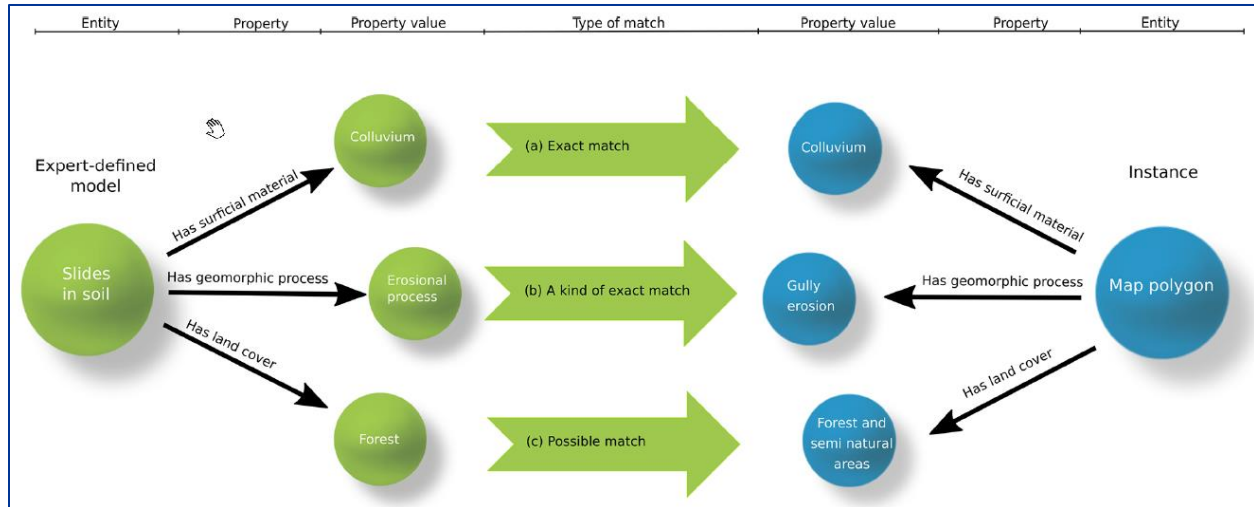 Entity Property Property value Type of match Property value Property Entity
Colluvium
(a) Exact match
Colluvium
Expert-defined
model
Instance
Has surficial material
Has surficial material
Slides
in soil
Has geomorphic process
Erosional
process
(b) A kind of exact match
Gully
erosion
Has geomorphic process
Map polygon
Has land cover
Has land cover
Forest
(c) Possible match
Forest and
semi natural
areas